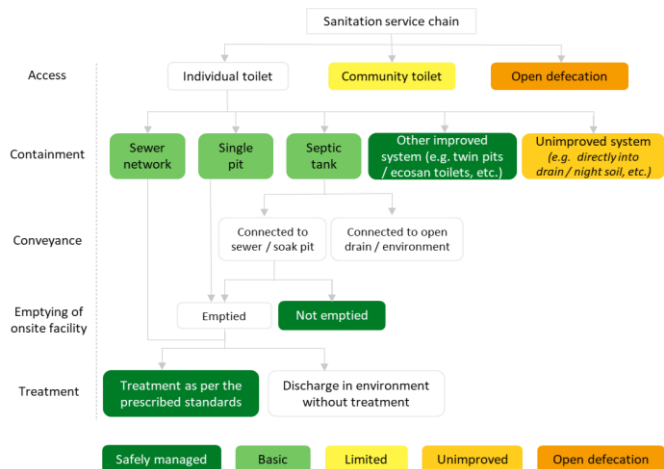 Sanitation service chain
Access
Individual toilet
Community toilet
Open defecation
Containment
Sewer
network
Single
pit
Septic
tank
Other improved
system (e.g. twin pits
/ ecosan toilets, etc.)
Unimproved system
(e.g. directly into
drain / night soil, etc.)
Conveyance
Connected to
sewer / soak pit
Connected to open
drain / environment
Emptying of
onsite facility
Emptied
Not emptied
Treatment
Treatment as per the
prescribed standards
Discharge in environment
without treatment
Safely managed
Basic
Limited
Unimproved
Open defecation